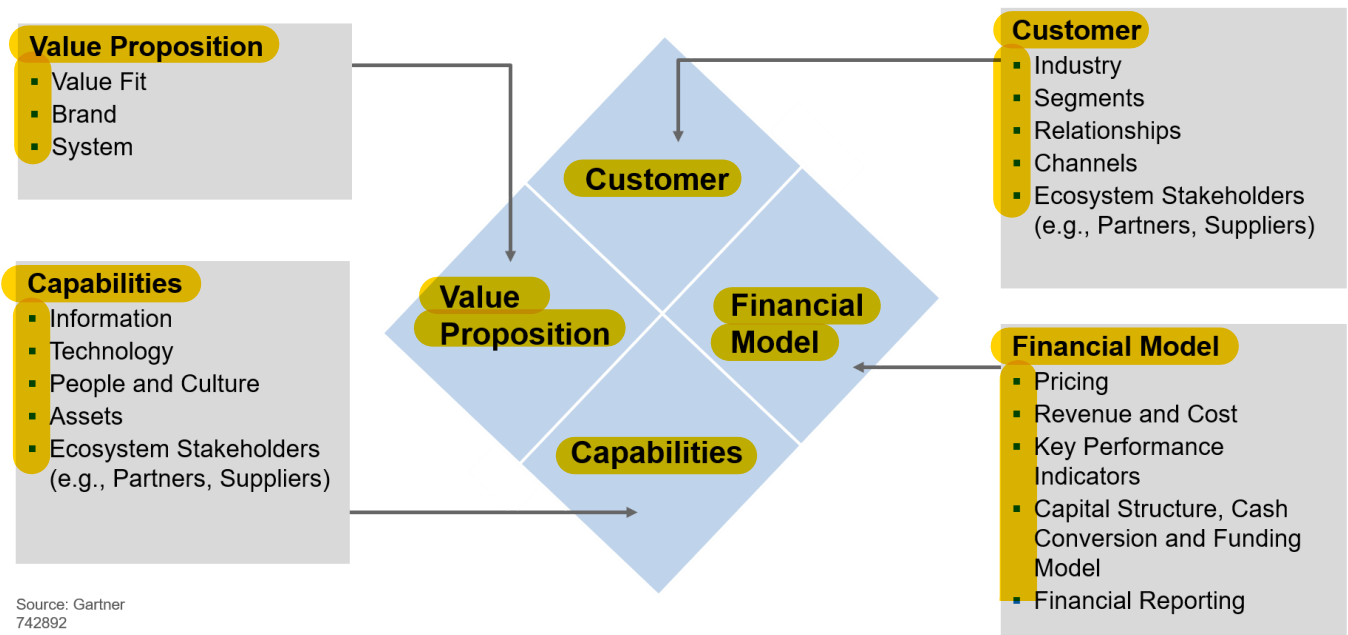 Value Proposition
▪ Value Fit
▪ Brand
▪ System
Capabilities
▪ Information
▪ Technology
▪ People and Culture
▪ Assets
▪ Ecosystem Stakeholders
(e.g., Partners, Suppliers)
Customer
Value
Proposition
Financial
Model
Capabilities
Customer
▪ Industry
▪ Segments
▪ Relationships
▪ Channels
▪ Ecosystem Stakeholders
(e.g., Partners, Suppliers)
Financial Model
▪ Pricing
▪ Revenue and Cost
▪ Key Performance
Indicators
▪ Capital Structure, Cash
Conversion and Funding
Model
▪ Financial Reporting
Source: Gartner
742892